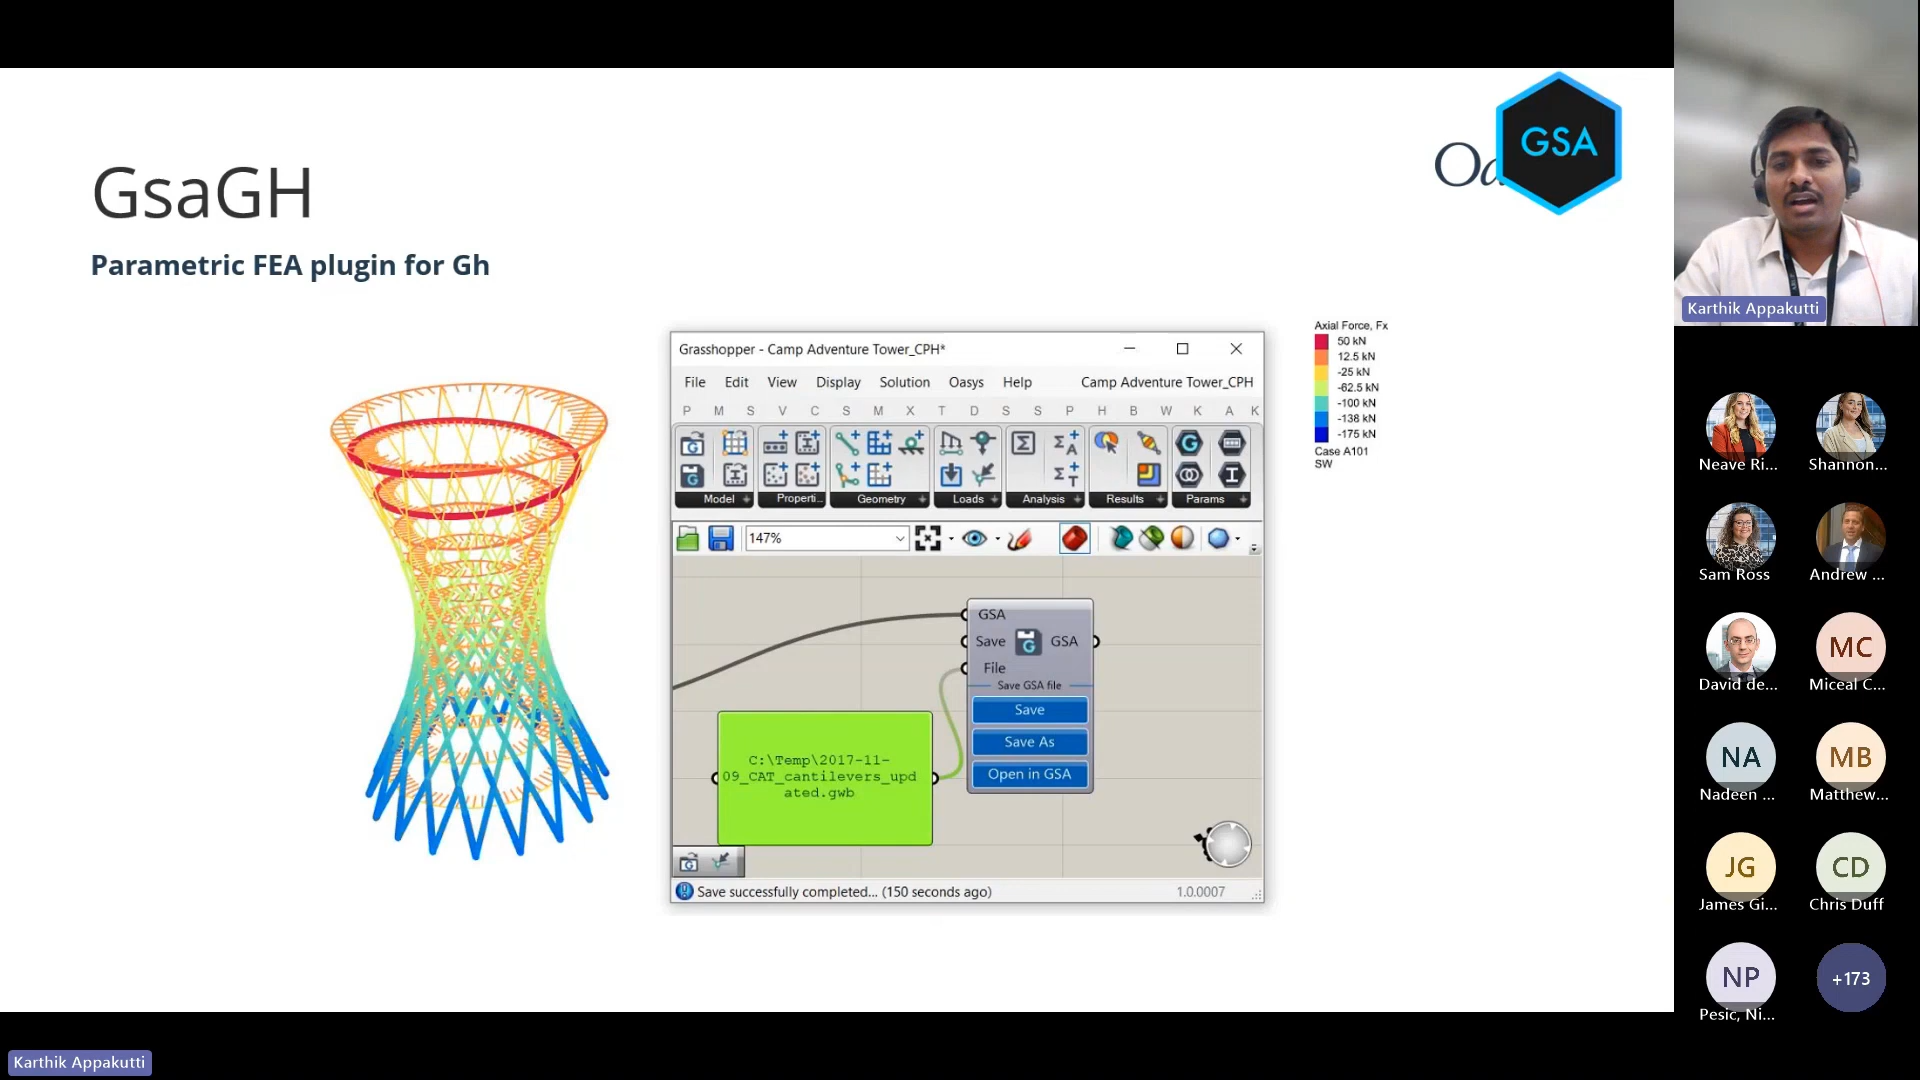 GsaGH
Parametric FEA plugin for Gh
GSA
Grasshopper - Camp Adventure Tower_CPH*
File Edit View Display Solution Oasys Help Camp Adventure Tower_CPH
P M S V C S M X T D S S P H B W K A K
Model Properti... Geometry Loads Analysis Results Params
147%
GSA
Save GSA
File
Save GSA file
Save
Save As
Open in GSA
C:\Temp\2017-11-
09_CAT_cantilevers_upd
ated.gwb
Save successfully completed... (150 seconds ago) 1.0.0007
Axial Force, Fx
50 kN
12.5 kN
-25 kN
-62.5 kN
-100 kN
-138 kN
-175 kN
Case A101
SW
Karthik Appakutti
Neave Ri... Shannon...
Sam Ross Andrew ...
MC
David de... Miceal C...
NA MB
Nadeen ... Matthew...
JG CD
James Gi... Chris Duff
NP +173
Pesic, Ni...
Karthik Appakutti